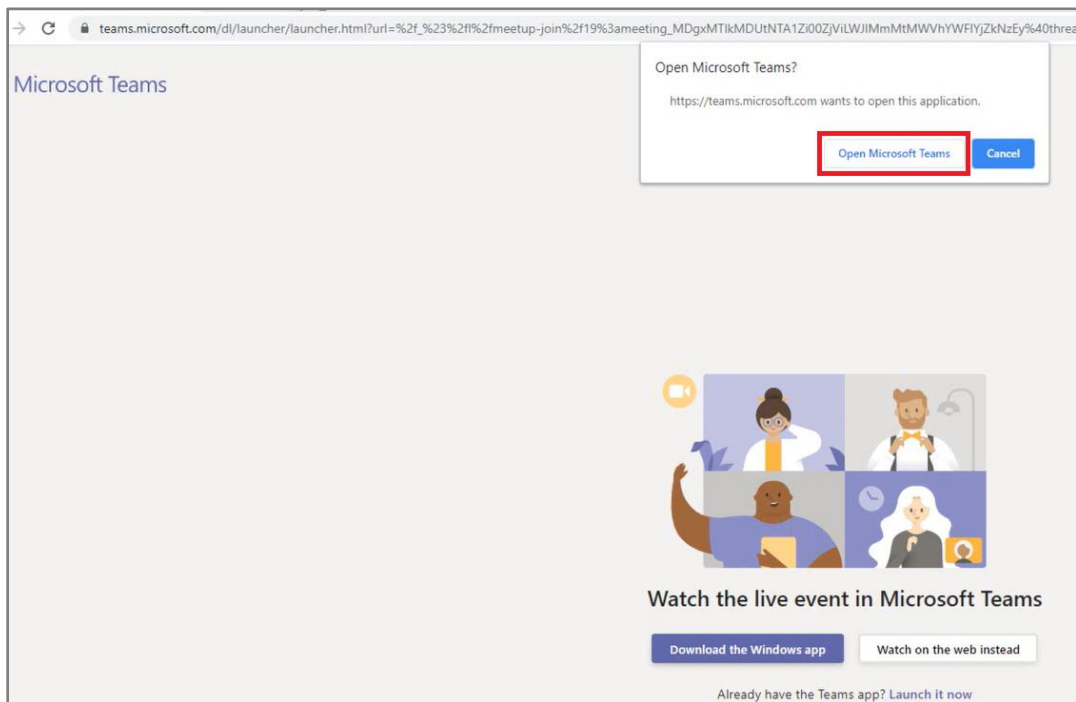 teams.microsoft.com/dl/launcher/launcher.html?url=%2f_%23%2fl%2fmeetup-join%2f19%3ameeting_MDgxMTlkMDUtNTA1Zi00ZjViLWJlMmMtMWVhYWFlYjZkNzEy%40threa
Open Microsoft Teams?
Microsoft Teams
https://teams.microsoft.com wants to open this application.
Open Microsoft Teams
Cancel
Watch the live event in Microsoft Teams
Download the Windows app
Watch on the web instead
Already have the Teams app? Launch it now